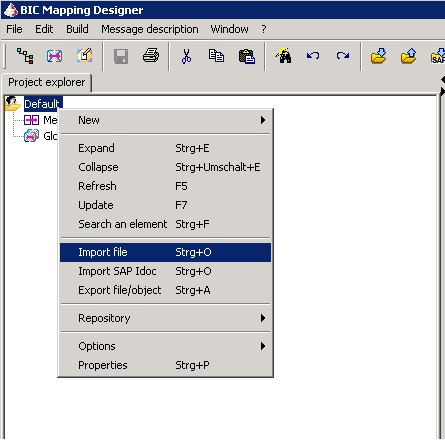 BIC Mapping Designer
File Edit Build Message description Window ?
SAP
Project explorer
Default
Me
Glo
New
Expand Strg+E
Collapse Strg+Umschalt+E
Refresh F5
Update F7
Search an element Strg+F
Import file Strg+O
Import SAP Idoc Strg+O
Export file/object Strg+A
Repository
Options
Properties Strg+P